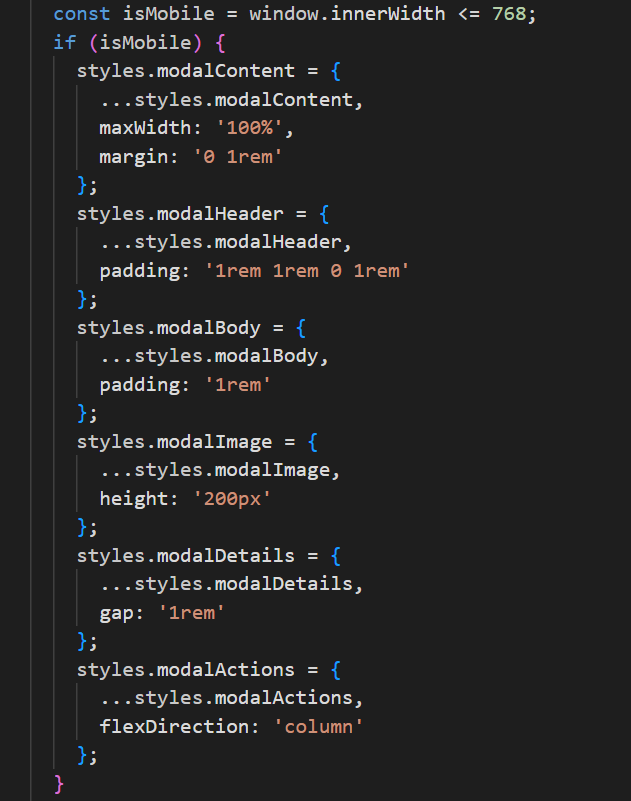 const isMobile = window.innerWidth <= 768;
if (isMobile) {
  styles.modalContent = {
    ...styles.modalContent,
    maxWidth: '100%',
    margin: '0 1rem'
  };
  styles.modalHeader = {
    ...styles.modalHeader,
    padding: '1rem 1rem 0 1rem'
  };
  styles.modalBody = {
    ...styles.modalBody,
    padding: '1rem'
  };
  styles.modalImage = {
    ...styles.modalImage,
    height: '200px'
  };
  styles.modalDetails = {
    ...styles.modalDetails,
    gap: '1rem'
  };
  styles.modalActions = {
    ...styles.modalActions,
    flexDirection: 'column'
  };
}